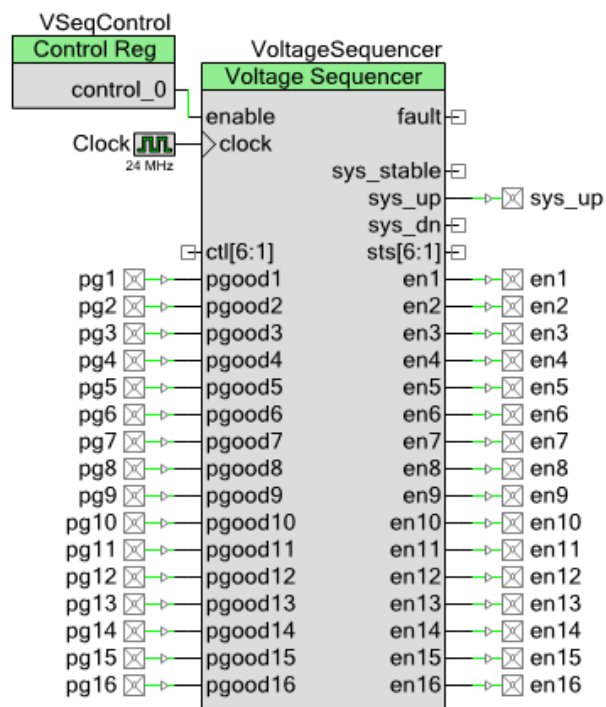 VSeqControl
Control Reg
control_0
VoltageSequencer
Voltage Sequencer
enable fault
Clock clock
24 MHz
sys_stable
sys_up sys_up
sys_dn
ctl[6:1] sts[6:1]
pg1 pgood1 en1 en1
pg2 pgood2 en2 en2
pg3 pgood3 en3 en3
pg4 pgood4 en4 en4
pg5 pgood5 en5 en5
pg6 pgood6 en6 en6
pg7 pgood7 en7 en7
pg8 pgood8 en8 en8
pg9 pgood9 en9 en9
pg10 pgood10 en10 en10
pg11 pgood11 en11 en11
pg12 pgood12 en12 en12
pg13 pgood13 en13 en13
pg14 pgood14 en14 en14
pg15 pgood15 en15 en15
pg16 pgood16 en16 en16